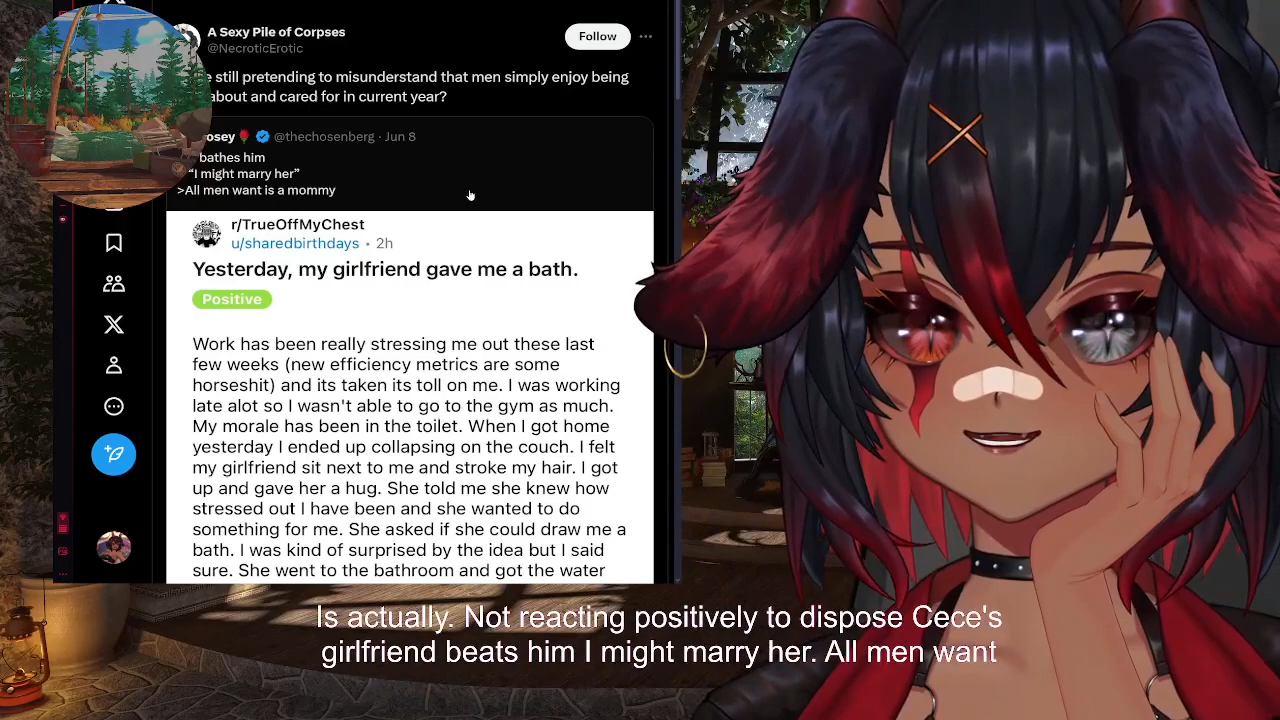 A Sexy Pile of Corpses
@NecroticErotic
Follow
still pretending to misunderstand that men simply enjoy being
about and cared for in current year?
osey 🌹 @thechosenberg · Jun 8
bathes him
"I might marry her"
>All men want is a mommy
r/TrueOffMyChest
u/sharedbirthdays • 2h
Yesterday, my girlfriend gave me a bath.
Positive
Work has been really stressing me out these last
few weeks (new efficiency metrics are some
horseshit) and its taken its toll on me. I was working
late alot so I wasn't able to go to the gym as much.
My morale has been in the toilet. When I got home
yesterday I ended up collapsing on the couch. I felt
my girlfriend sit next to me and stroke my hair. I got
up and gave her a hug. She told me she knew how
stressed out I have been and she wanted to do
something for me. She asked if she could draw me a
bath. I was kind of surprised by the idea but I said
sure. She went to the bathroom and got the water
Is actually. Not reacting positively to dispose Cece's
girlfriend beats him I might marry her. All men want